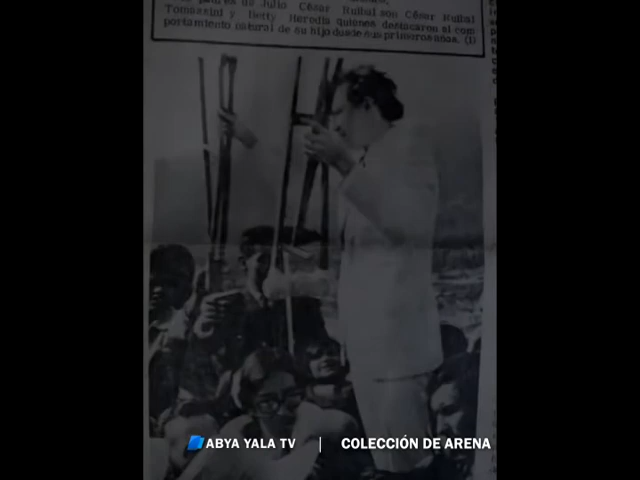 padres de Julio César Ruibal son César Ruibal
Tomassini y Betty Heredia quienes destacaron el com
portamiento natural de su hijo desde sus primeros años. (I)
ABYA YALA TV | COLECCIÓN DE ARENA